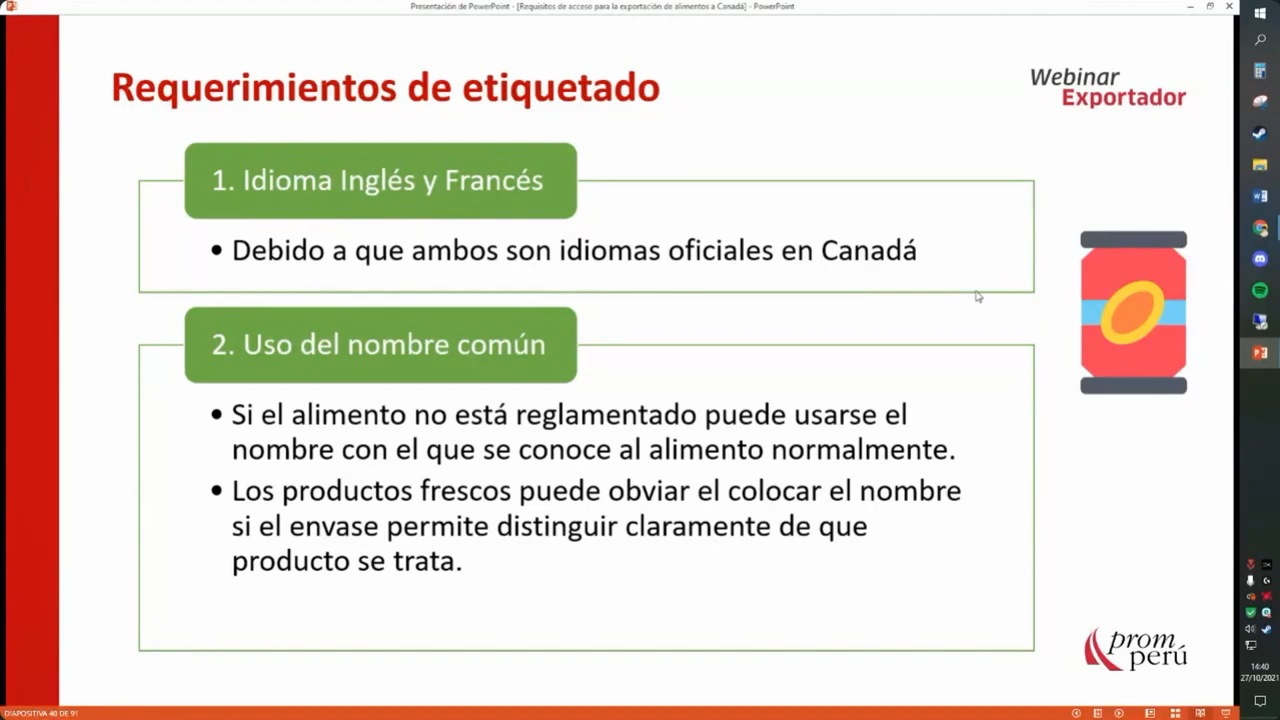 Presentación de PowerPoint - [Requisitos de acceso para la exportación de alimentos a Canadá] - PowerPoint
Requerimientos de etiquetado
Webinar
Exportador
1. Idioma Inglés y Francés
• Debido a que ambos son idiomas oficiales en Canadá
2. Uso del nombre común
• Si el alimento no está reglamentado puede usarse el
nombre con el que se conoce al alimento normalmente.
• Los productos frescos puede obviar el colocar el nombre
si el envase permite distinguir claramente de que
producto se trata.
prom
perú
14:40
27/10/2021
DIAPOSITIVA 40 DE 91